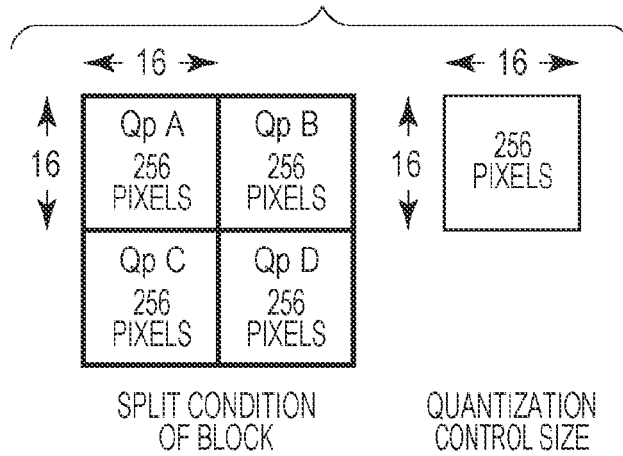 16
16
16
Qp A
256
PIXELS
Qp B
256
PIXELS
16
256
PIXELS
Qp C
256
PIXELS
Qp D
256
PIXELS
SPLIT CONDITION
OF BLOCK
QUANTIZATION
CONTROL SIZE